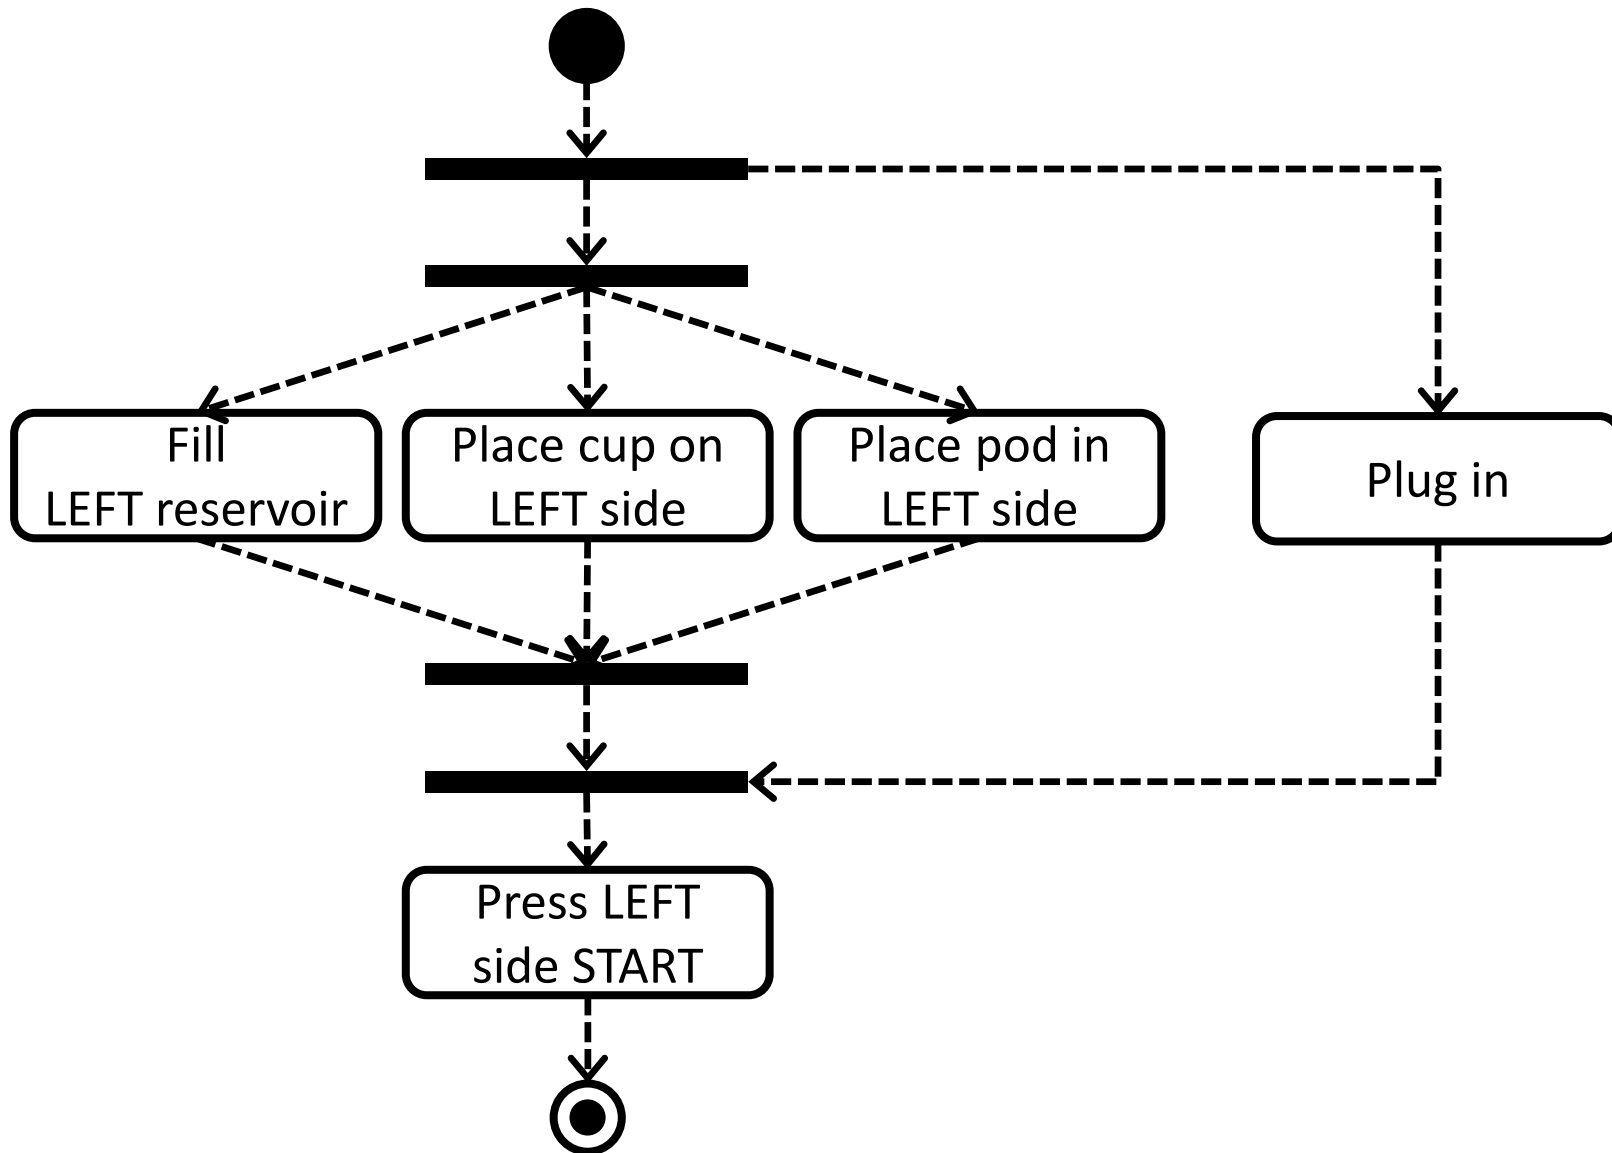 Fill
LEFT reservoir
Place cup on
LEFT side
Place pod in
LEFT side
Plug in
Press LEFT
side START